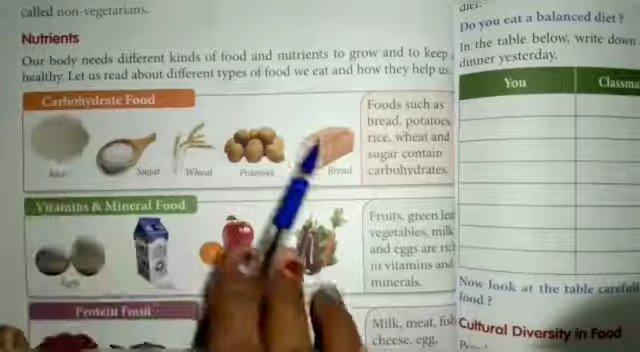 called non-vegetarians.
Nutrients
Our body needs different kinds of food and nutrients to grow and to keep
healthy. Let us read about different types of food we eat and how they help us.
Carbohydrate Food
Rice
Sugar
Wheat
Potatoes
Bread
Foods such as
bread, potatoes,
rice, wheat and
sugar contain
carbohydrates.
Vitamins & Mineral Food
Eggs
Fruits, green
vegetables, milk
and eggs are
in vitamins and
minerals.
Protein Food
Milk, meat, fish
cheese, egg,
diet.
Do you eat a balanced diet ?
In the table below, write down
dinner yesterday.
You
Now look at the table
food ?
Cultural Diversity in Food